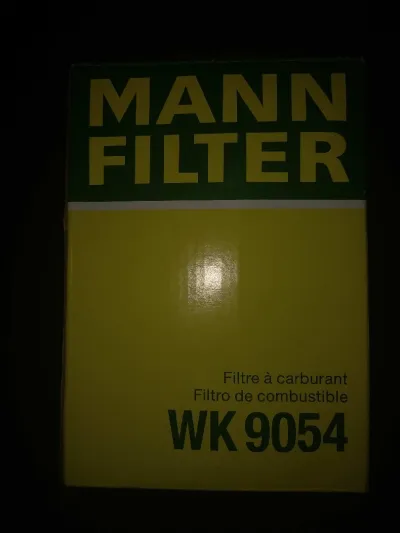 MANN
FILTER
Filtre à carburant
Filtro de combustible
WK 9054